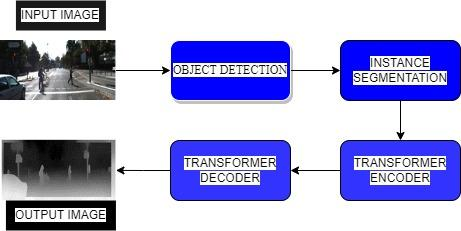 INPUT IMAGE
OBJECT DETECTION
INSTANCE
SEGMENTATION
TRANSFORMER
ENCODER
TRANSFORMER
DECODER
OUTPUT IMAGE